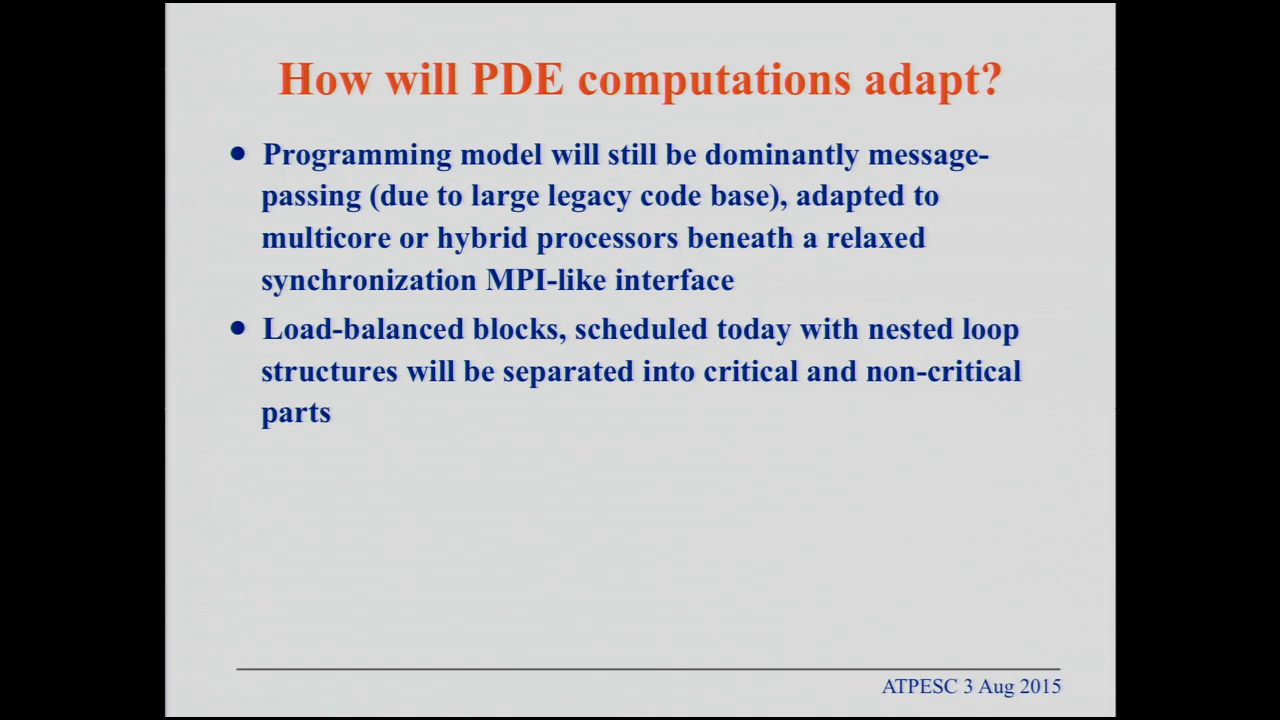 How will PDE computations adapt?
• Programming model will still be dominantly message-
passing (due to large legacy code base), adapted to
multicore or hybrid processors beneath a relaxed
synchronization MPI-like interface
• Load-balanced blocks, scheduled today with nested loop
structures will be separated into critical and non-critical
parts
ATPESC 3 Aug 2015